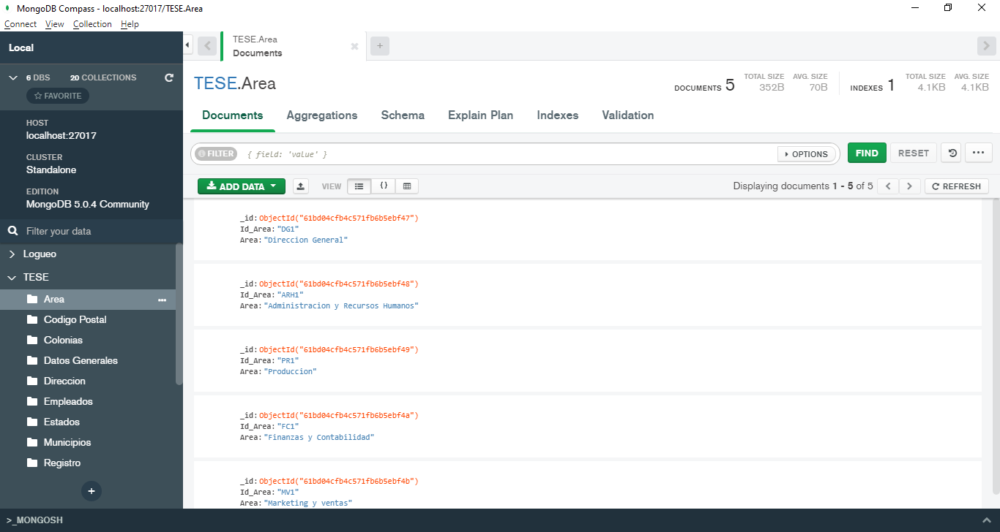 MongoDB Compass - localhost:27017/TESE.Area
Connect View Collection Help
Local
6 DBS 20 COLLECTIONS
FAVORITE
HOST
localhost:27017
CLUSTER
Standalone
EDITION
MongoDB 5.0.4 Community
Filter your data
Logueo
TESE
Area
Codigo Postal
Colonias
Datos Generales
Direccion
Empleados
Estados
Municipios
Registro
TESE.Area
Documents
TESE.Area
DOCUMENTS 5 TOTAL SIZE 352B AVG. SIZE 70B INDEXES 1 TOTAL SIZE 4.1KB AVG. SIZE 4.1KB
Documents Aggregations Schema Explain Plan Indexes Validation
FILTER { field: 'value' } OPTIONS FIND RESET
ADD DATA VIEW Displaying documents 1 - 5 of 5 REFRESH
_id: ObjectId("61bd04cfb4c571fb6b5ebf47")
Id_Area: "DG1"
Area: "Direccion General"
_id: ObjectId("61bd04cfb4c571fb6b5ebf48")
Id_Area: "ARH1"
Area: "Administracion y Recursos Humanos"
_id: ObjectId("61bd04cfb4c571fb6b5ebf49")
Id_Area: "PR1"
Area: "Produccion"
_id: ObjectId("61bd04cfb4c571fb6b5ebf4a")
Id_Area: "FC1"
Area: "Finanzas y Contabilidad"
_id: ObjectId("61bd04cfb4c571fb6b5ebf4b")
Id_Area: "MV1"
Area: "Marketing y ventas"
>_MONGOSH